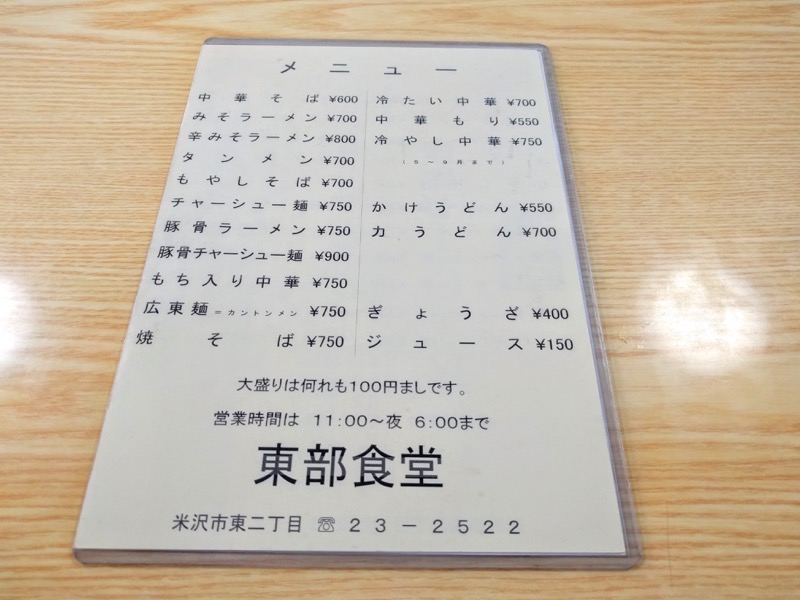 メニュー
中華そば ¥600
みそラーメン ¥700
辛みそラーメン ¥800
タンメン ¥700
もやしそば ¥700
チャーシュー麺 ¥750
豚骨ラーメン ¥750
豚骨チャーシュー麺 ¥900
もち入り中華 ¥750
広東麺=カントンメン ¥750
焼そば ¥750
冷たい中華 ¥700
中華もり ¥550
冷やし中華 ¥750
(5~9月まで)
かけうどん ¥550
力うどん ¥700
ぎょうざ ¥400
ジュース ¥150
大盛りは何れも100円ましです。
営業時間は 11:00~夜 6:00まで
東部食堂
米沢市東二丁目 ☏ 23-2522